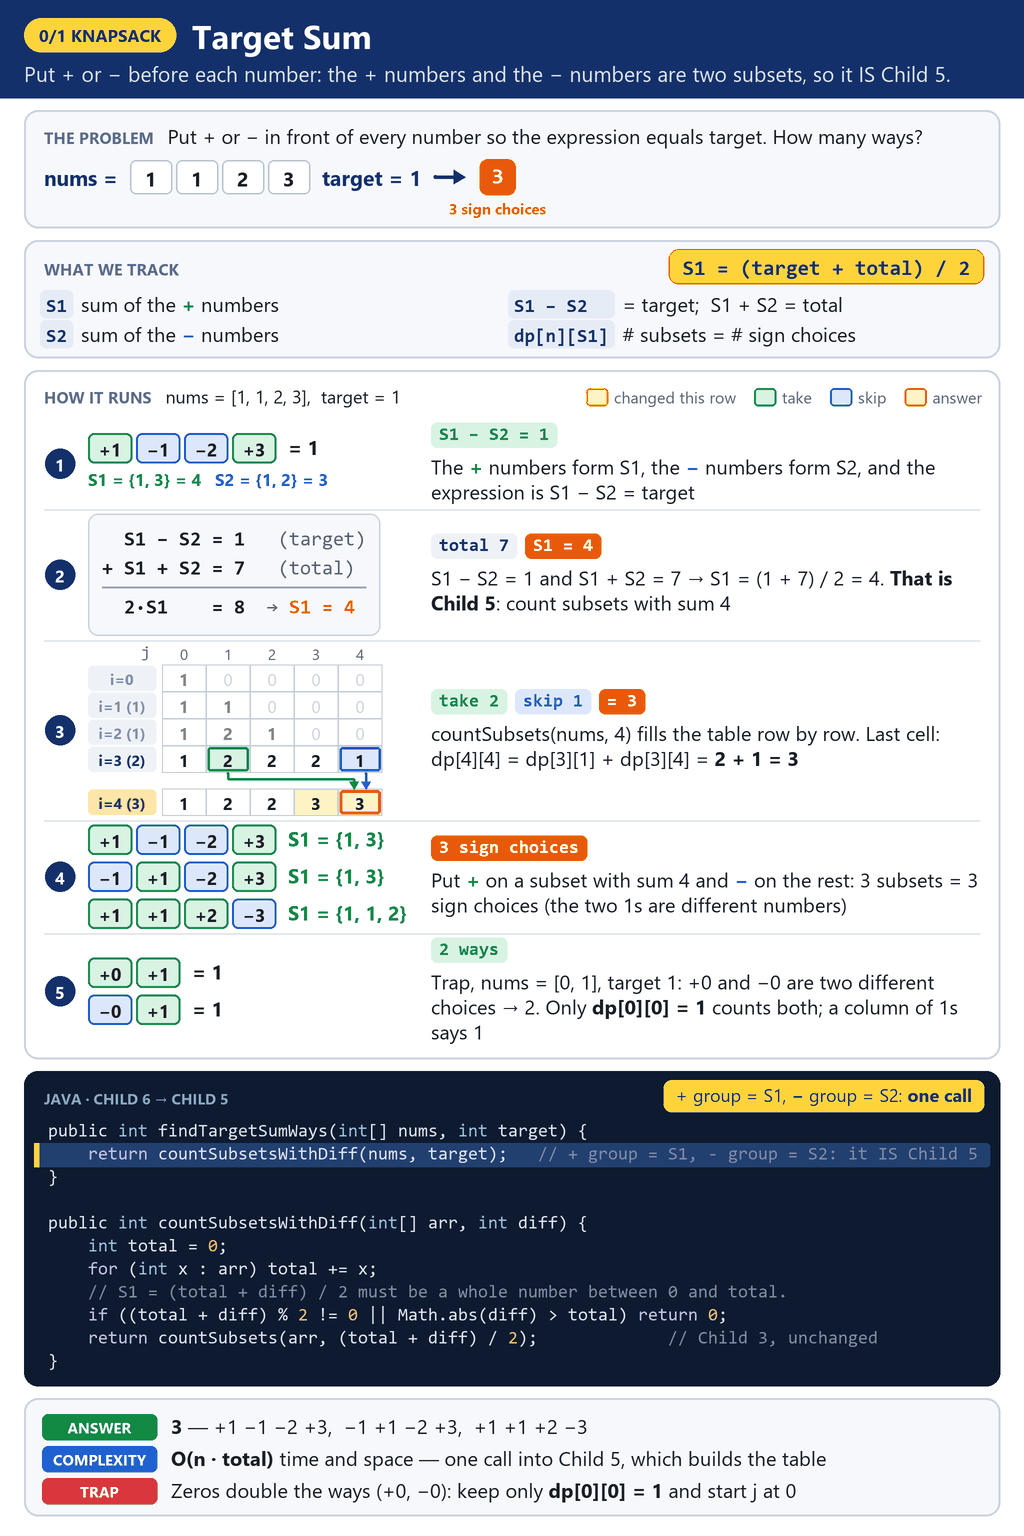 0/1 KNAPSACK Target Sum
Put + or − before each number: the + numbers and the − numbers are two subsets, so it IS Child 5.
THE PROBLEM Put + or − in front of every number so the expression equals target. How many ways?
nums = 1 1 2 3 target = 1 → 3
3 sign choices
WHAT WE TRACK
S1 = (target + total) / 2
S1 sum of the + numbers
S1 − S2 = target; S1 + S2 = total
S2 sum of the − numbers
dp[n][S1] # subsets = # sign choices
HOW IT RUNS nums = [1, 1, 2, 3], target = 1
changed this row take skip answer
1
+1 −1 −2 +3 = 1
S1 = {1, 3} = 4 S2 = {1, 2} = 3
S1 − S2 = 1
The + numbers form S1, the − numbers form S2, and the
expression is S1 − S2 = target
2
S1 − S2 = 1 (target)
+ S1 + S2 = 7 (total)
2·S1 = 8 → S1 = 4
total 7 S1 = 4
S1 − S2 = 1 and S1 + S2 = 7 → S1 = (1 + 7) / 2 = 4. That is
Child 5: count subsets with sum 4
3
j 0 1 2 3 4
i=0 1 0 0 0 0
i=1 (1) 1 1 0 0 0
i=2 (1) 1 2 1 0 0
i=3 (2) 1 2 2 2 1
i=4 (3) 1 2 2 3 3
take 2 skip 1 = 3
countSubsets(nums, 4) fills the table row by row. Last cell:
dp[4][4] = dp[3][1] + dp[3][4] = 2 + 1 = 3
4
+1 −1 −2 +3 S1 = {1, 3}
−1 +1 −2 +3 S1 = {1, 3}
+1 +1 +2 −3 S1 = {1, 1, 2}
3 sign choices
Put + on a subset with sum 4 and − on the rest: 3 subsets = 3
sign choices (the two 1s are different numbers)
5
+0 +1 = 1
−0 +1 = 1
2 ways
Trap, nums = [0, 1], target 1: +0 and −0 are two different
choices → 2. Only dp[0][0] = 1 counts both; a column of 1s
says 1
JAVA · CHILD 6 → CHILD 5
+ group = S1, − group = S2: one call
public int findTargetSumWays(int[] nums, int target) {
return countSubsetsWithDiff(nums, target); // + group = S1, - group = S2: it IS Child 5
}
public int countSubsetsWithDiff(int[] arr, int diff) {
int total = 0;
for (int x : arr) total += x;
// S1 = (total + diff) / 2 must be a whole number between 0 and total.
if ((total + diff) % 2 != 0 || Math.abs(diff) > total) return 0;
return countSubsets(arr, (total + diff) / 2); // Child 3, unchanged
}
ANSWER 3 — +1 −1 −2 +3, −1 +1 −2 +3, +1 +1 +2 −3
COMPLEXITY O(n · total) time and space — one call into Child 5, which builds the table
TRAP Zeros double the ways (+0, −0): keep only dp[0][0] = 1 and start j at 0